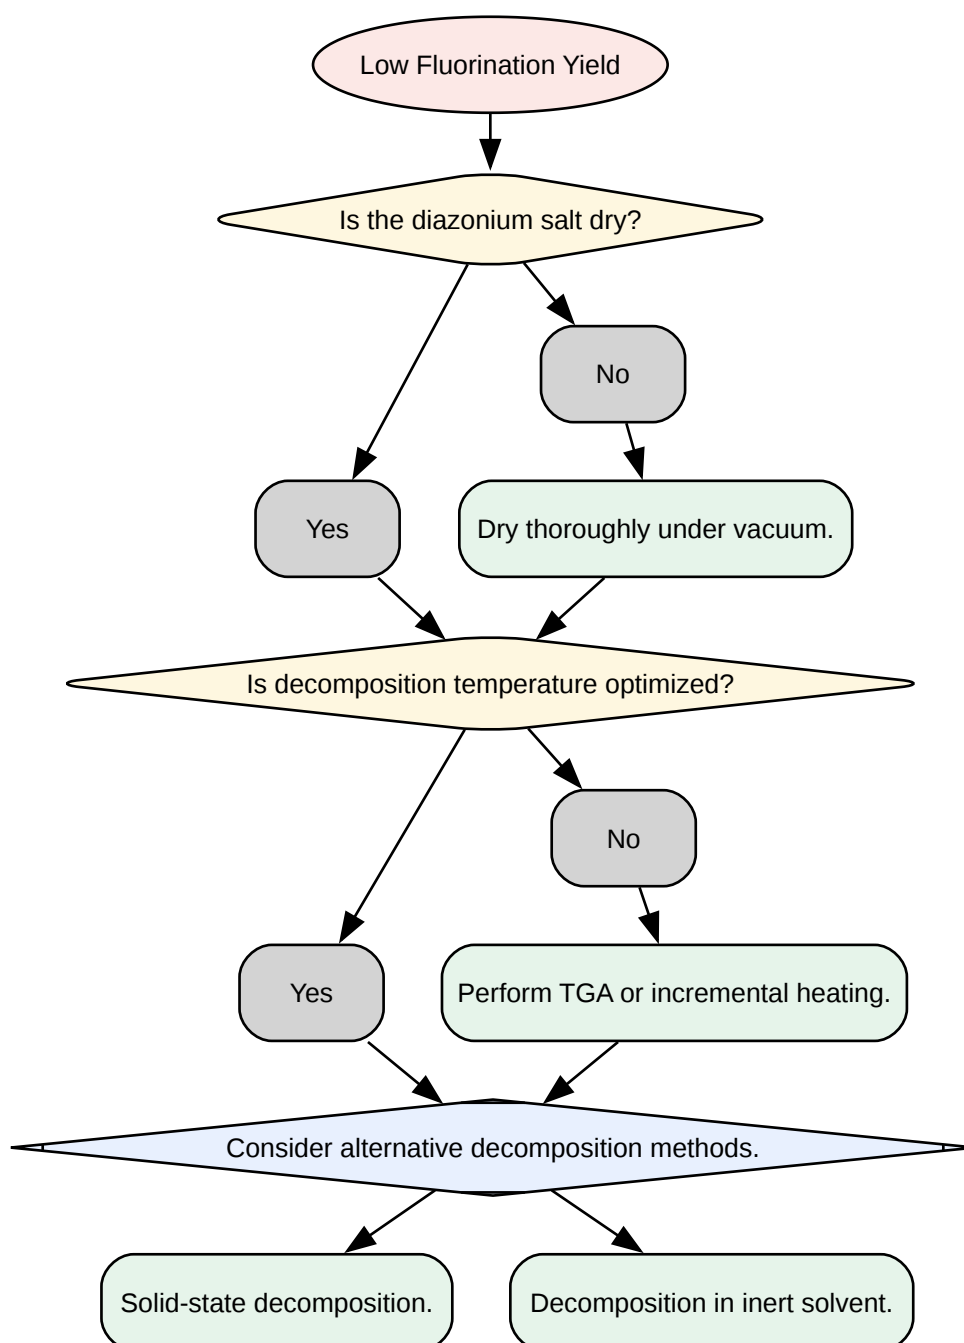 Low Fluorination Yield
Is the diazonium salt dry?
No
Yes
Dry thoroughly under vacuum.
Is decomposition temperature optimized?
No
Yes
Perform TGA or incremental heating.
Consider alternative decomposition methods.
Solid-state decomposition.
Decomposition in inert solvent.